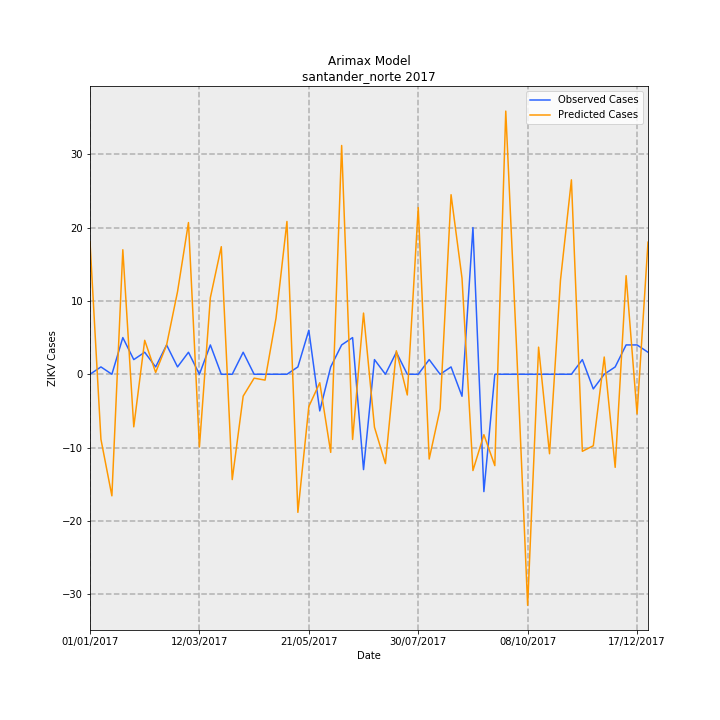 Arimax Model
santander_norte 2017
Observed Cases
Predicted Cases
ZIKV Cases
30
20
10
0
−10
−20
−30
01/01/2017
12/03/2017
21/05/2017
30/07/2017
08/10/2017
17/12/2017
Date